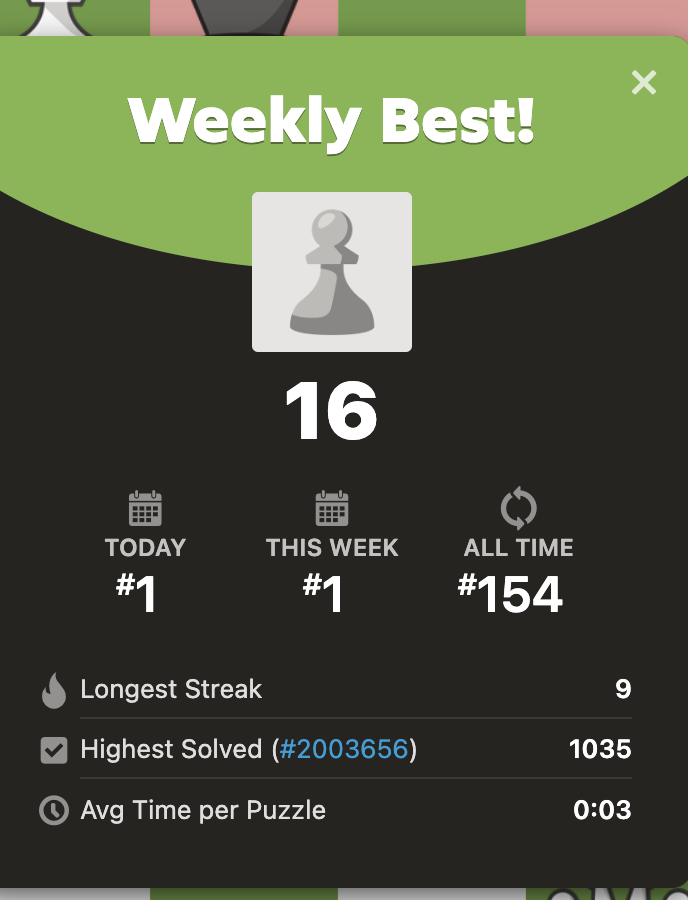 Weekly Best!
16
TODAY THIS WEEK ALL TIME
#1 #1 #154
Longest Streak 9
Highest Solved (#2003656) 1035
Avg Time per Puzzle 0:03